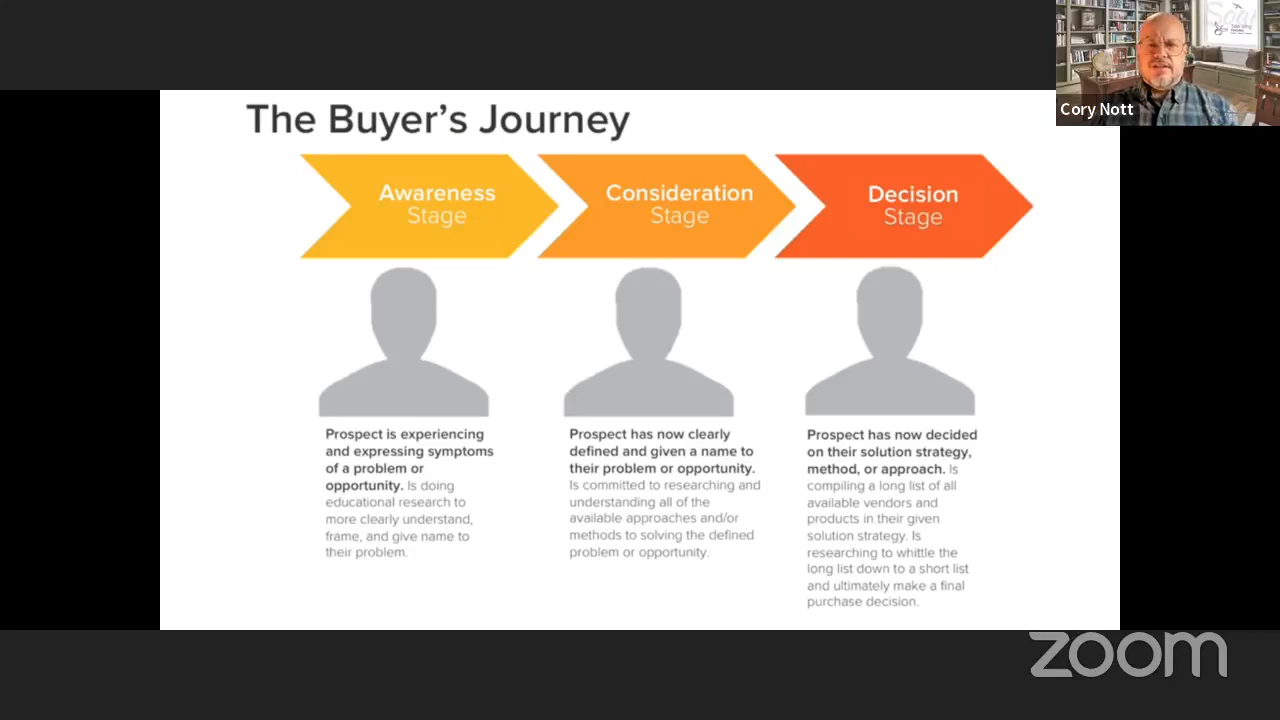 The Buyer's Journey
Awareness
Stage
Consideration
Stage
Decision
Stage
Prospect is experiencing
and expressing symptoms
of a problem or
opportunity. Is doing
educational research to
more clearly understand,
frame, and give name to
their problem.
Prospect has now clearly
defined and given a name to
their problem or opportunity.
Is committed to researching and
understanding all of the
available approaches and/or
methods to solving the defined
problem or opportunity.
Prospect has now decided
on their solution strategy,
method, or approach. Is
compiling a long list of all
available vendors and
products in their given
solution strategy. Is
researching to whittle the
long list down to a short list
and ultimately make a final
purchase decision.
Cory Nott
zoom